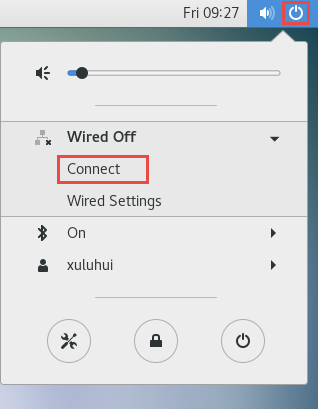 Fri 09:27
Wired Off
Connect
Wired Settings
On
xuluhui